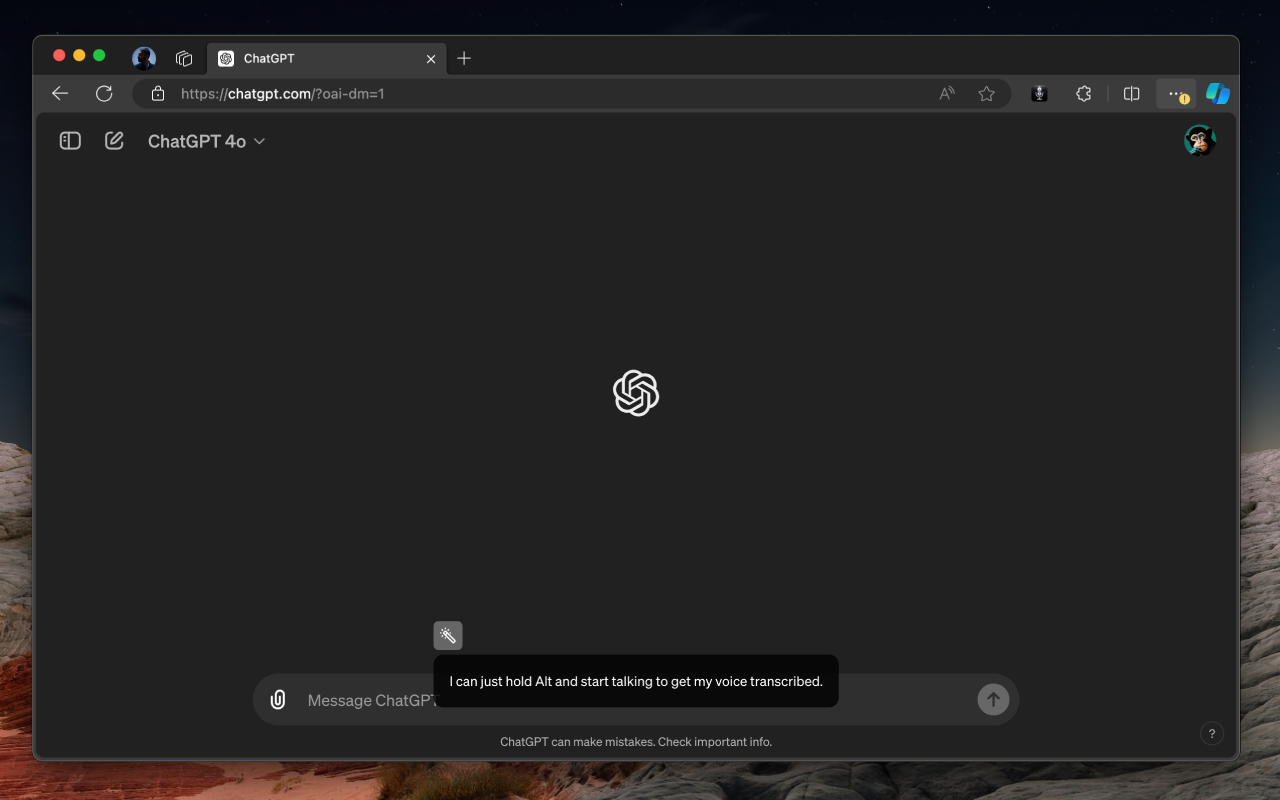 ChatGPT
https://chatgpt.com/?oai-dm=1
ChatGPT 4o
I can just hold Alt and start talking to get my voice transcribed.
Message ChatGPT
ChatGPT can make mistakes. Check important info.
?